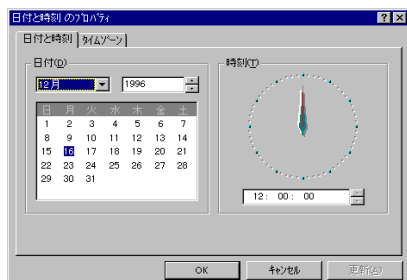 日付と時刻 のﾌﾟﾛﾊﾟﾃｨ
日付と時刻 ﾀｲﾑｿﾞｰﾝ
日付(D)
12月 1996
日 月 火 水 木 金 土
1 2 3 4 5 6 7
8 9 10 11 12 13 14
15 16 17 18 19 20 21
22 23 24 25 26 27 28
29 30 31
時刻(T)
12: 00: 00
OK ｷｬﾝｾﾙ 更新(A)